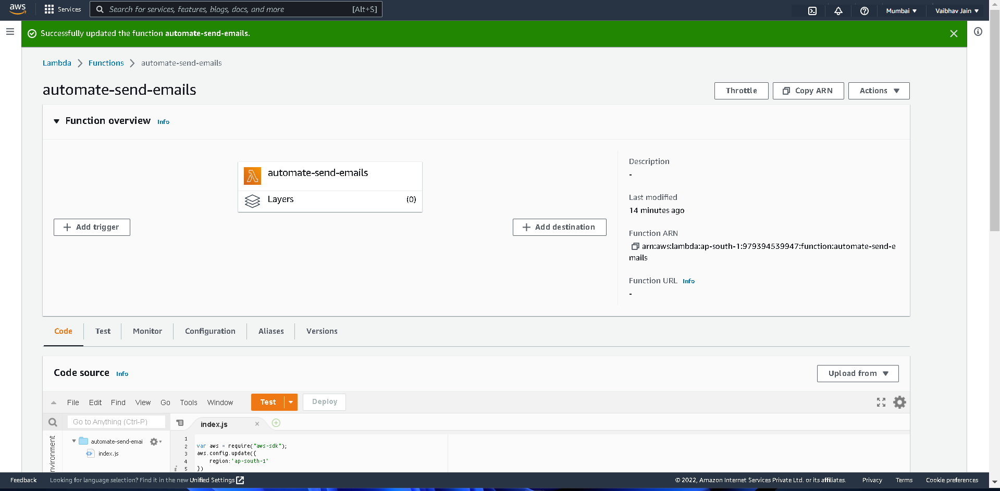 aws Services Search for services, features, blogs, docs, and more [Alt+S] Mumbai ▼ Vaibhav Jain ▼
Successfully updated the function automate-send-emails.
Lambda > Functions > automate-send-emails
automate-send-emails
Throttle Copy ARN Actions ▼
▼ Function overview Info
automate-send-emails
Layers (0)
+ Add trigger
+ Add destination
Description
-
Last modified
14 minutes ago
Function ARN
arn:aws:lambda:ap-south-1:979394539947:function:automate-send-e
mails
Function URL Info
-
Code Test Monitor Configuration Aliases Versions
Code source Info
Upload from ▼
File Edit Find View Go Tools Window Test Deploy
Go to Anything (Ctrl-P)
index.js
automate-send-emai
index.js
1
2 var aws = require("aws-sdk");
3 aws.config.update({
4 region:'ap-south-1'
5 })
Feedback Looking for language selection? Find it in the new Unified Settings © 2022, Amazon Internet Services Private Ltd. or its affiliates. Privacy Terms Cookie preferences